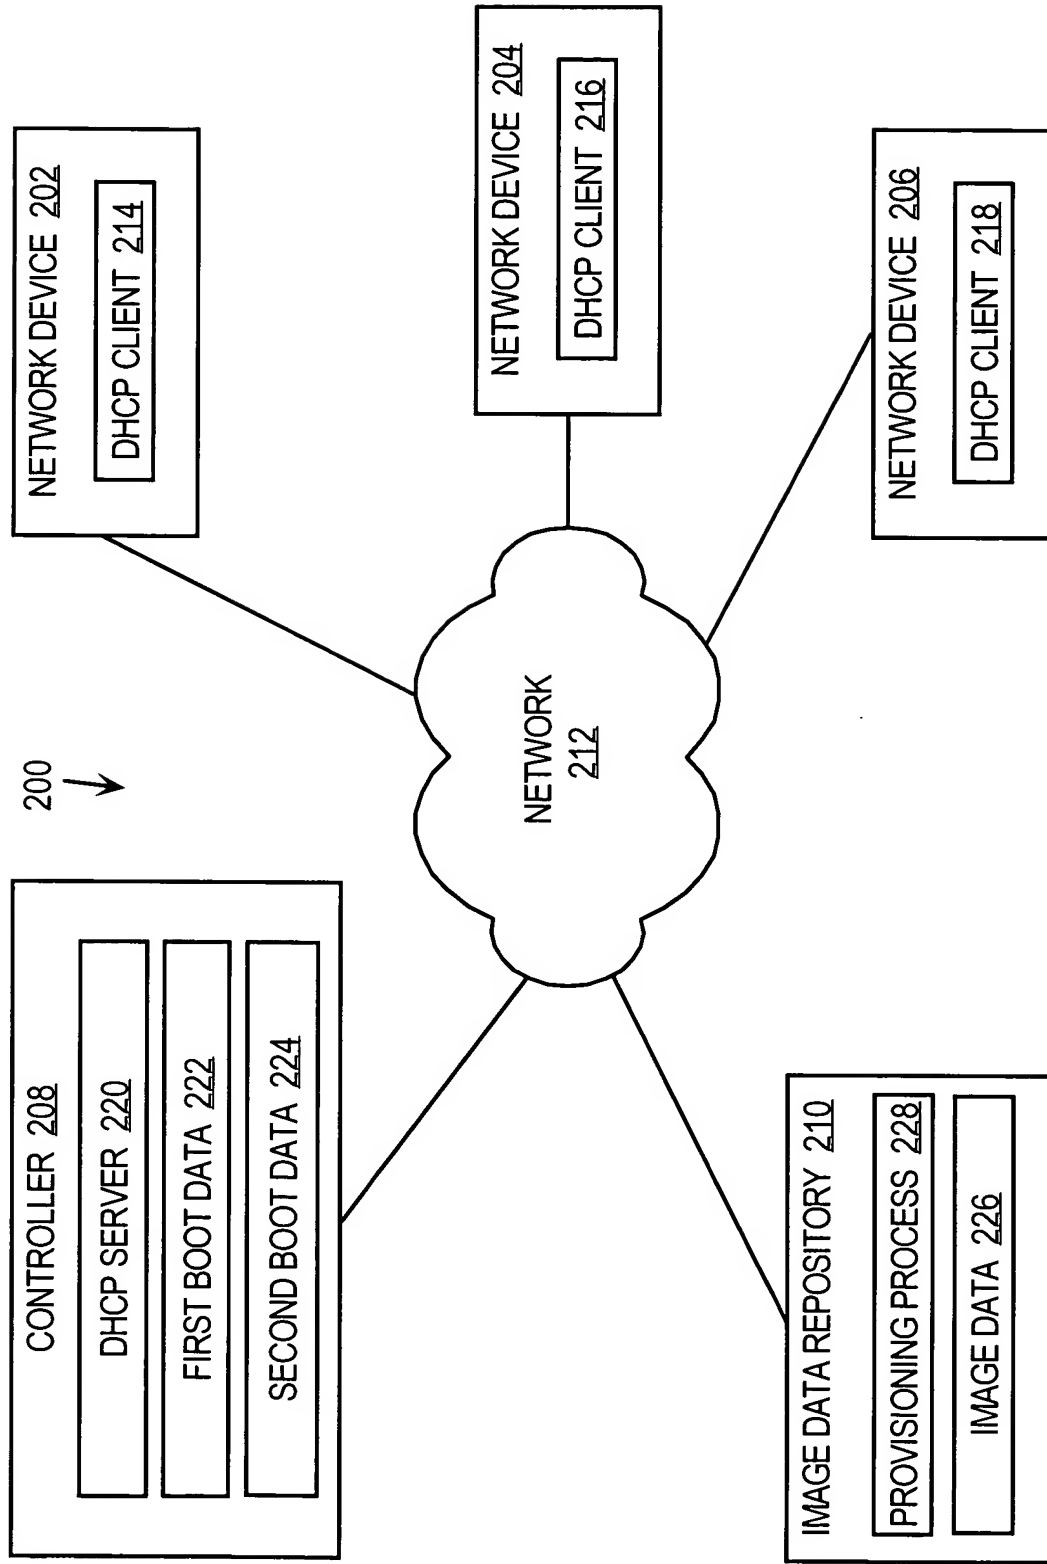 200
CONTROLLER 208
DHCP SERVER 220
FIRST BOOT DATA 222
SECOND BOOT DATA 224
NETWORK DEVICE 202
DHCP CLIENT 214
NETWORK
212
NETWORK DEVICE 204
DHCP CLIENT 216
IMAGE DATA REPOSITORY 210
PROVISIONING PROCESS 228
IMAGE DATA 226
NETWORK DEVICE 206
DHCP CLIENT 218